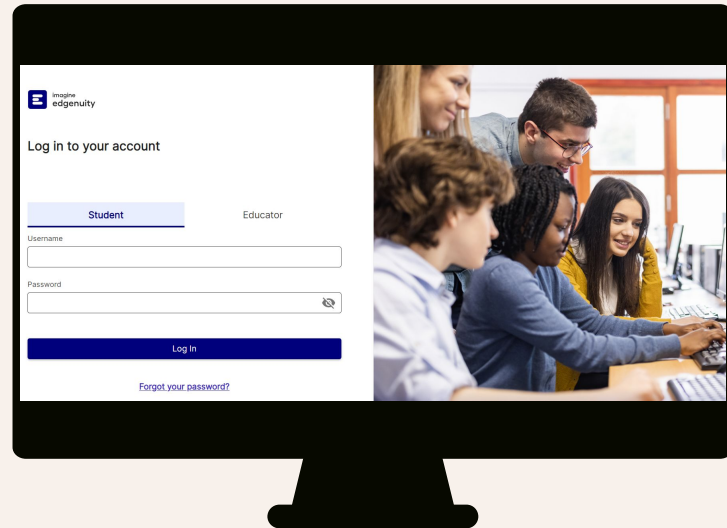 imagine
edgenuity
Log in to your account
Student
Educator
Username
Password
Log In
Forgot your password?